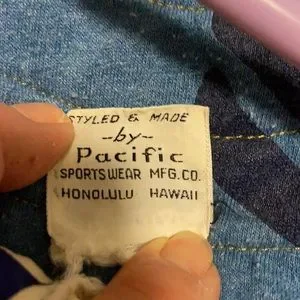 STYLED & MADE
-by-
Pacific
SPORTSWEAR MFG.CO.
HONOLULU HAWAII